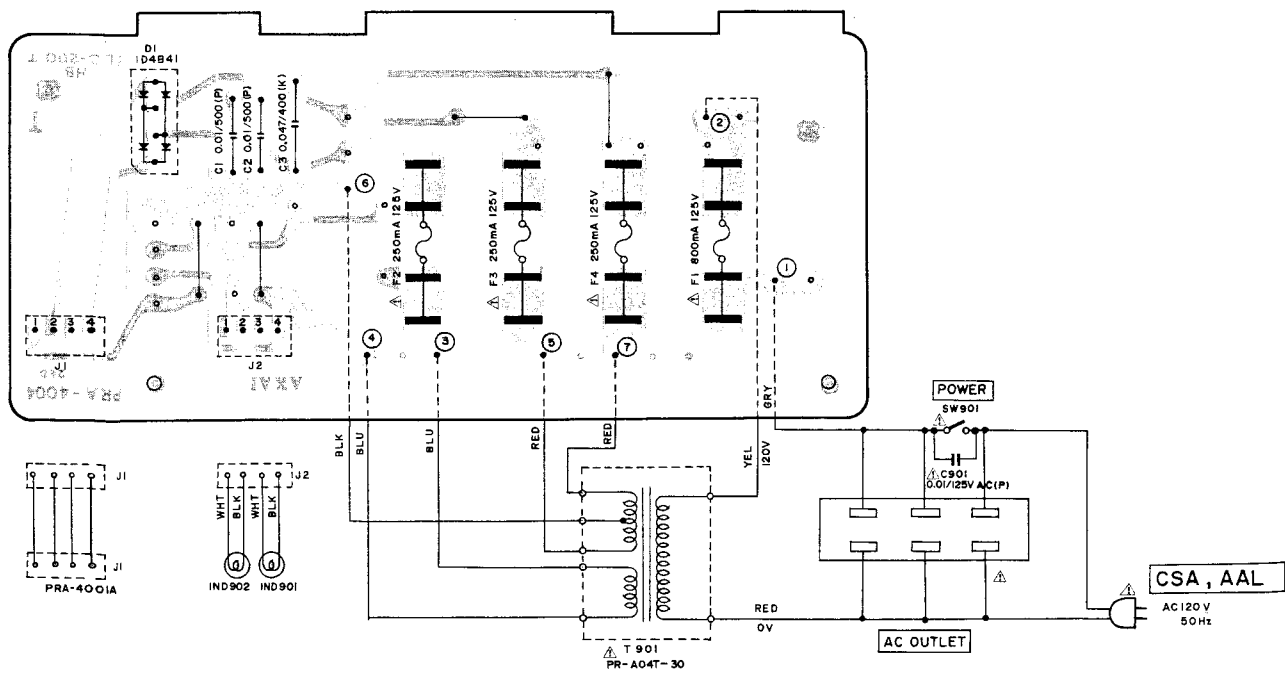 D1
1D4B41
C1 0.01/500(P)
C2 0.01/500(P)
C3 0.047/400(K)
2
6
F2 250mA 125V
F3 250mA 125V
F4 250mA 125V
F1 800mA 125V
1
1 2 3 4
J1
1 2 3 4
J2
4
3
5
7
PRA-4004
AKAI
BLK
BLU
BLU
RED
RED
YEL
120V
GRY
POWER
SW901
C901
0.01/125V AC(P)
J1
J1
PRA-4001A
J2
WHT
BLK
WHT
BLK
IND902
IND901
T901
PR-A04T-30
RED
0V
AC OUTLET
CSA, AAL
AC120V
50Hz